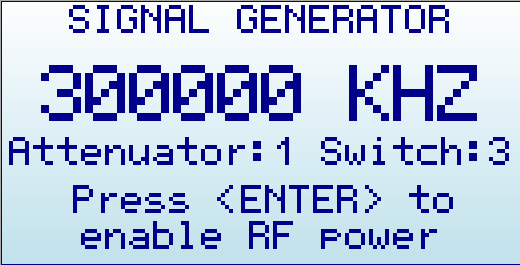 SIGNAL GENERATOR
300000 KHZ
Attenuator:1 Switch:3
Press <ENTER> to
enable RF power